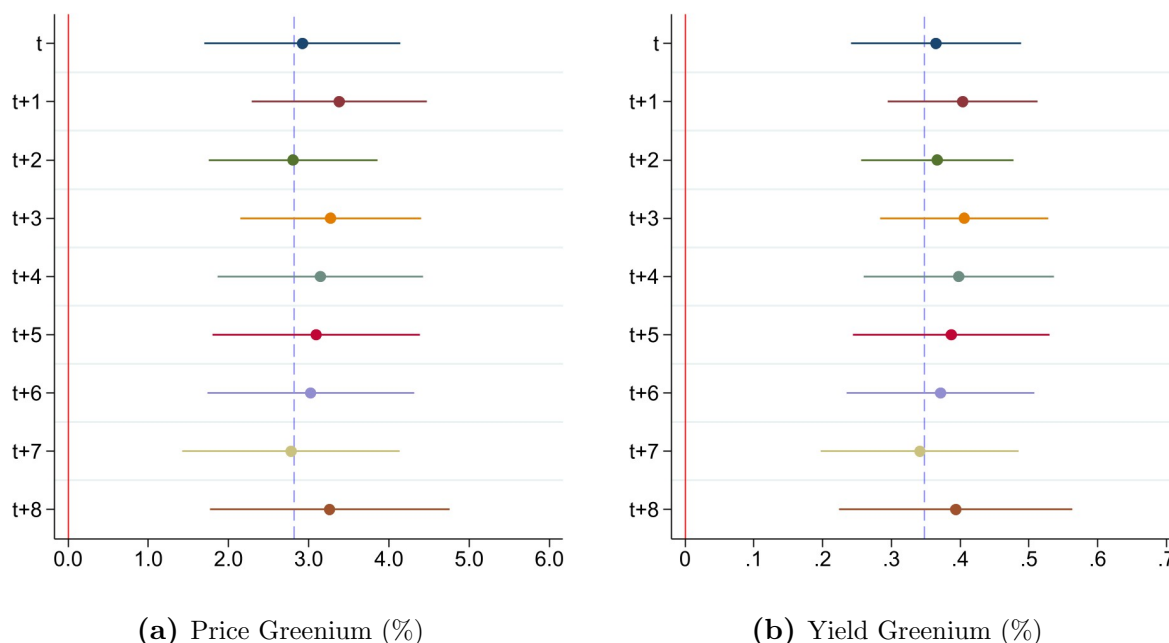 t
t+1
t+2
t+3
t+4
t+5
t+6
t+7
t+8
0.0 1.0 2.0 3.0 4.0 5.0 6.0
(a) Price Greenium (%)
t
t+1
t+2
t+3
t+4
t+5
t+6
t+7
t+8
0 .1 .2 .3 .4 .5 .6 .7
(b) Yield Greenium (%)